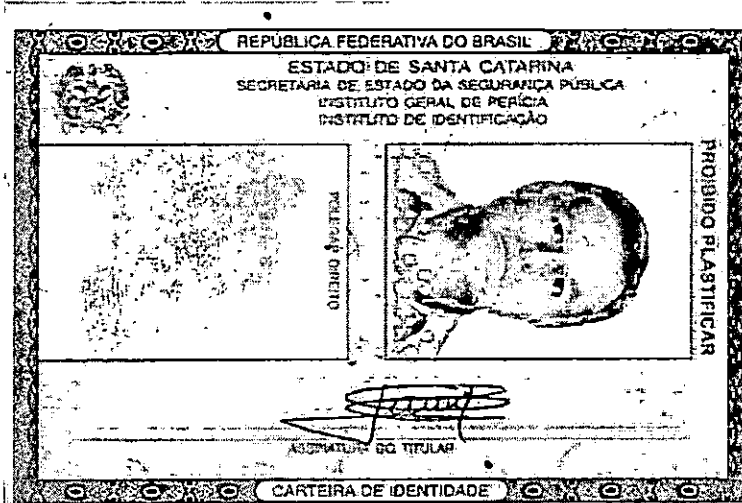 REPÚBLICA FEDERATIVA DO BRASIL
ESTADO DE SANTA CATARINA
SECRETARIA DE ESTADO DA SEGURANÇA PÚBLICA
INSTITUTO GERAL DE PERÍCIA
INSTITUTO DE IDENTIFICAÇÃO
POLEGAR DIREITO
PROIBIDO PLASTIFICAR
ASSINATURA DO TITULAR
CARTEIRA DE IDENTIDADE